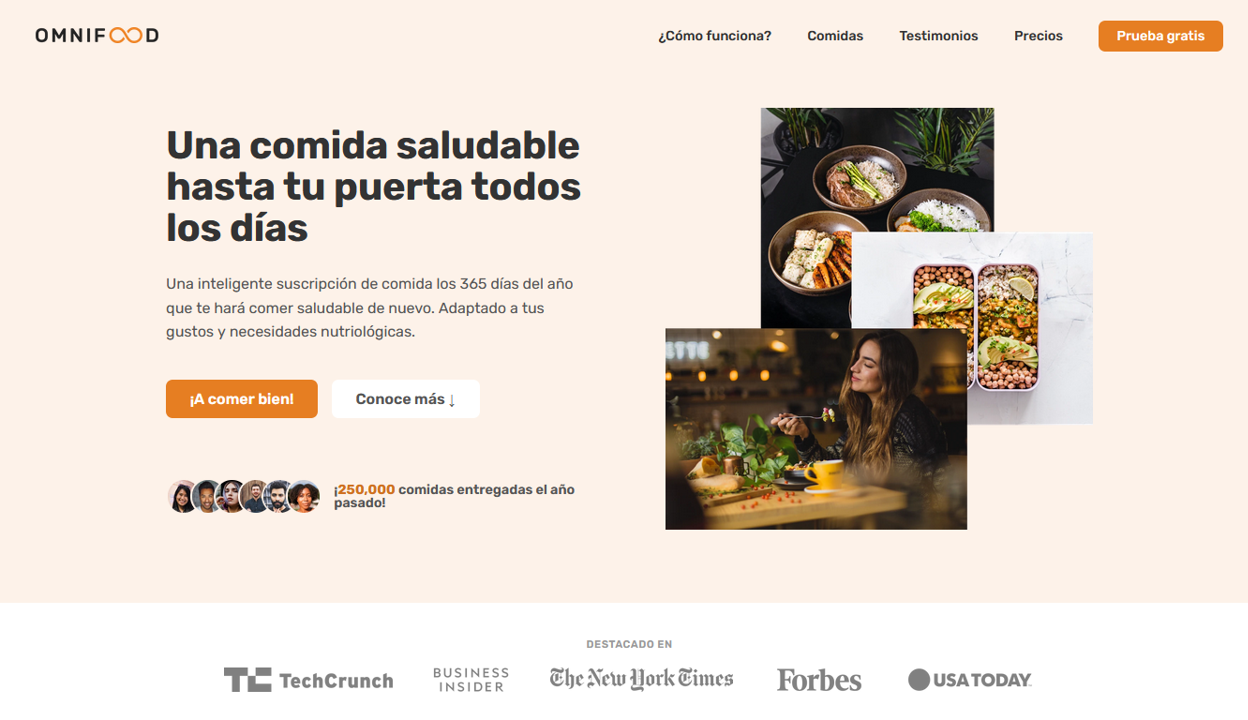 OMNIFOOD
¿Cómo funciona?
Comidas
Testimonios
Precios
Prueba gratis
Una comida saludable
hasta tu puerta todos
los días
Una inteligente suscripción de comida los 365 días del año
que te hará comer saludable de nuevo. Adaptado a tus
gustos y necesidades nutriológicas.
¡A comer bien!
Conoce más ↓
¡250,000 comidas entregadas el año
pasado!
DESTACADO EN
TC TechCrunch
BUSINESS
INSIDER
The New York Times
Forbes
USA TODAY